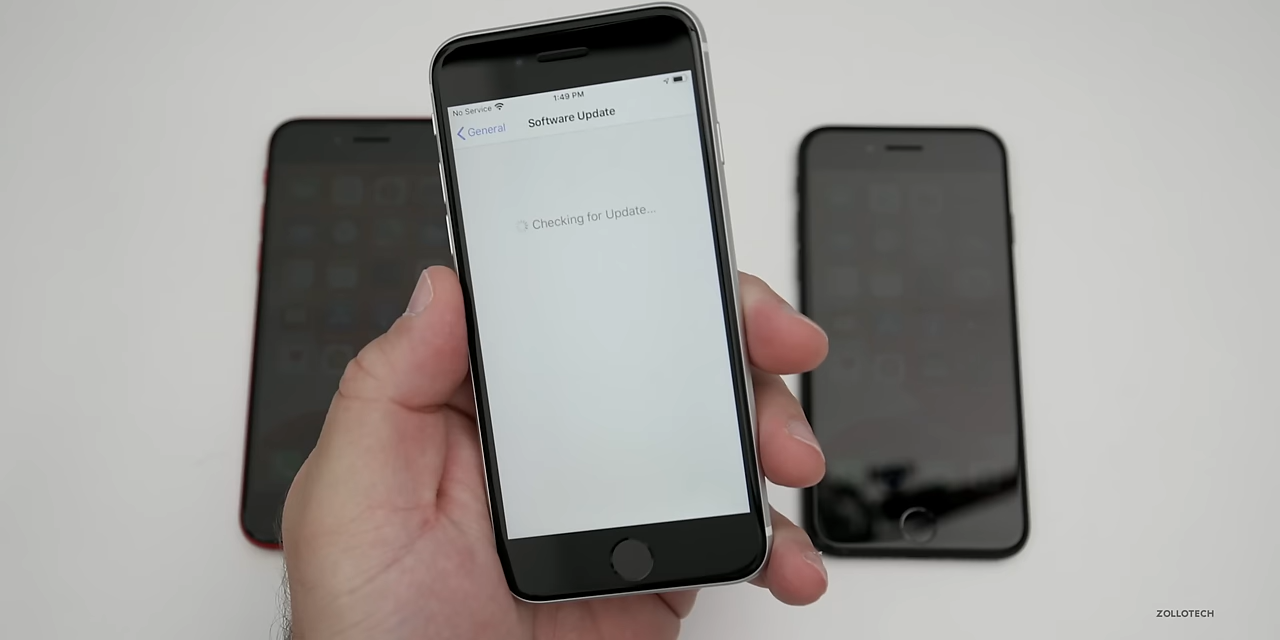 No Service
1:49 PM
General
Software Update
Checking for Update...
ZOLLOTECH